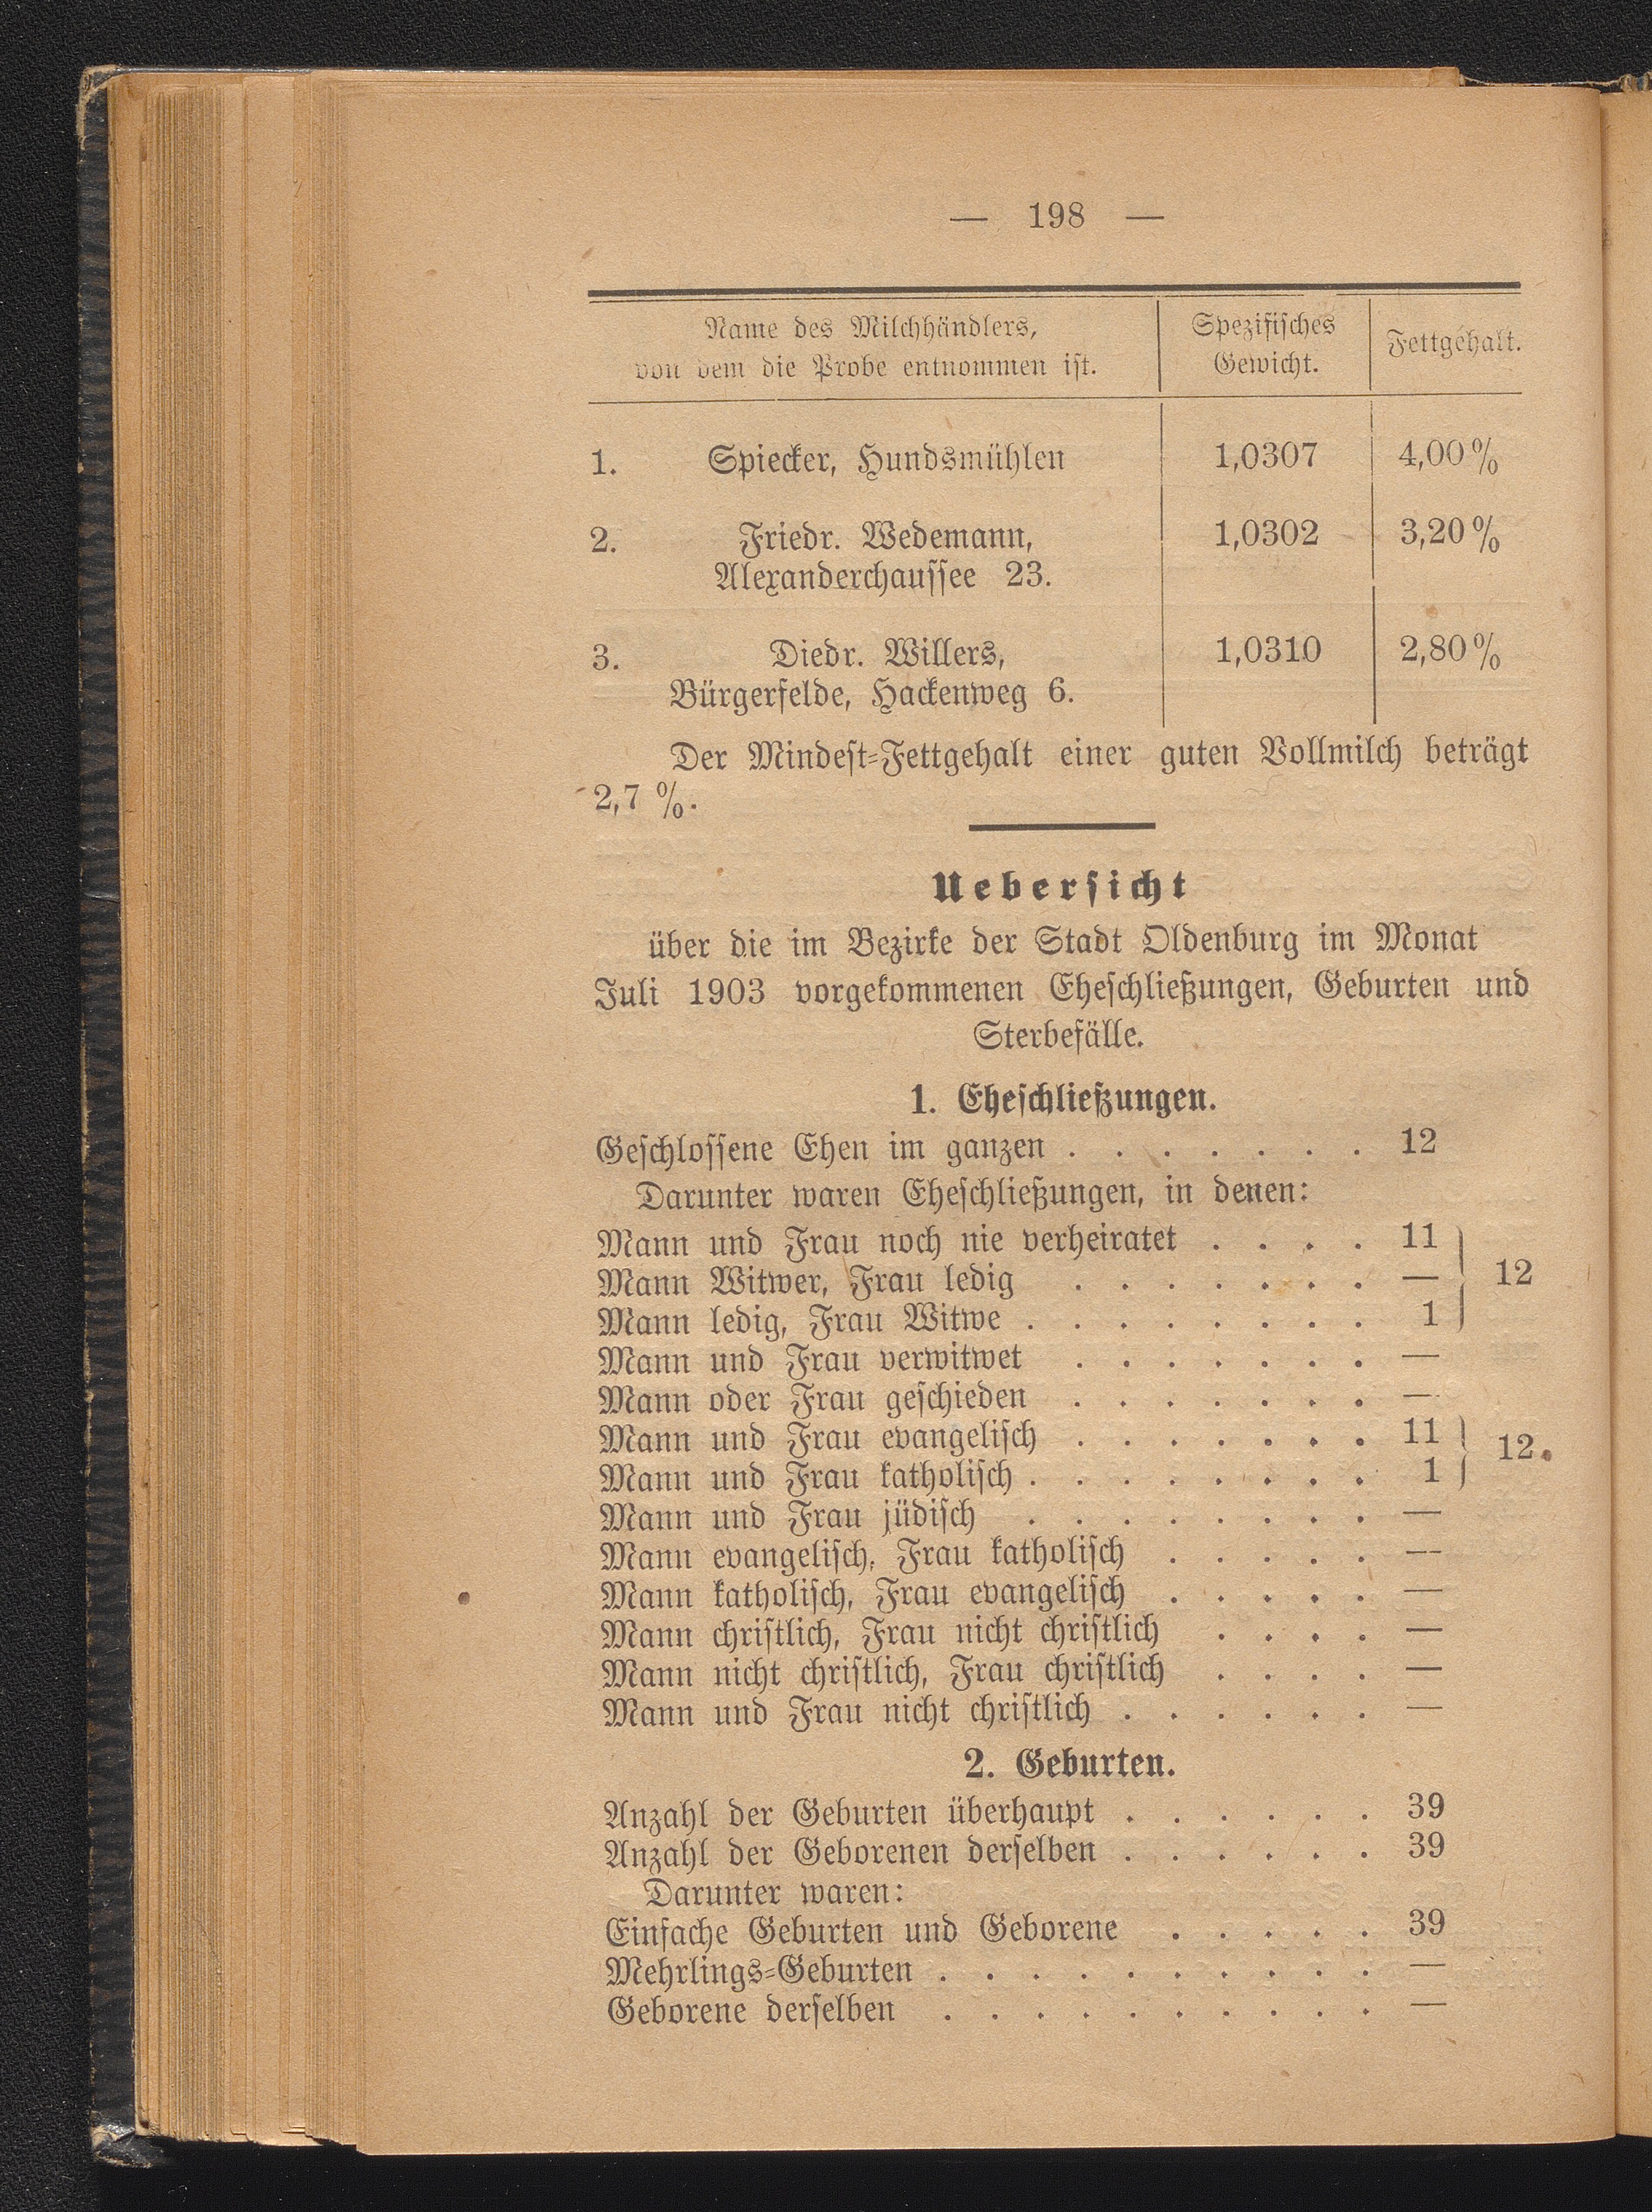 — 198 —
Name des Milchhändlers, Spezifisches Fettgehalt.
von dem die Probe entnommen ist. Gewicht.
1. Spiecker, Hundsmühlen 1,0307 4,00%
2. Friedr. Wedemann, 1,0302 3,20%
Alexanderchaussee 23.
3. Diedr. Willers, 1,0310 2,80%
Bürgerfelde, Hackenweg 6.
Der Mindest-Fettgehalt einer guten Vollmilch beträgt
2,7 %.
Uebersicht
über die im Bezirke der Stadt Oldenburg im Monat
Juli 1903 vorgekommenen Eheschließungen, Geburten und
Sterbefälle.
1. Eheschließungen.
Geschlossene Ehen im ganzen . . . . . . . 12
Darunter waren Eheschließungen, in denen:
Mann und Frau noch nie verheiratet . . . . 11
Mann Witwer, Frau ledig . . . . . . . — 12
Mann ledig, Frau Witwe . . . . . . . . 1
Mann und Frau verwitwet . . . . . . . —
Mann oder Frau geschieden . . . . . . . —
Mann und Frau evangelisch . . . . . . . 11 12.
Mann und Frau katholisch . . . . . . . . 1
Mann und Frau jüdisch . . . . . . . . —
Mann evangelisch, Frau katholisch . . . . . —
Mann katholisch, Frau evangelisch . . . . . —
Mann christlich, Frau nicht christlich . . . . —
Mann nicht christlich, Frau christlich . . . . —
Mann und Frau nicht christlich . . . . . . —
2. Geburten.
Anzahl der Geburten überhaupt . . . . . . 39
Anzahl der Geborenen derselben . . . . . . 39
Darunter waren:
Einfache Geburten und Geborene . . . . . 39
Mehrlings-Geburten . . . . . . . . . . —
Geborene derselben . . . . . . . . . . —